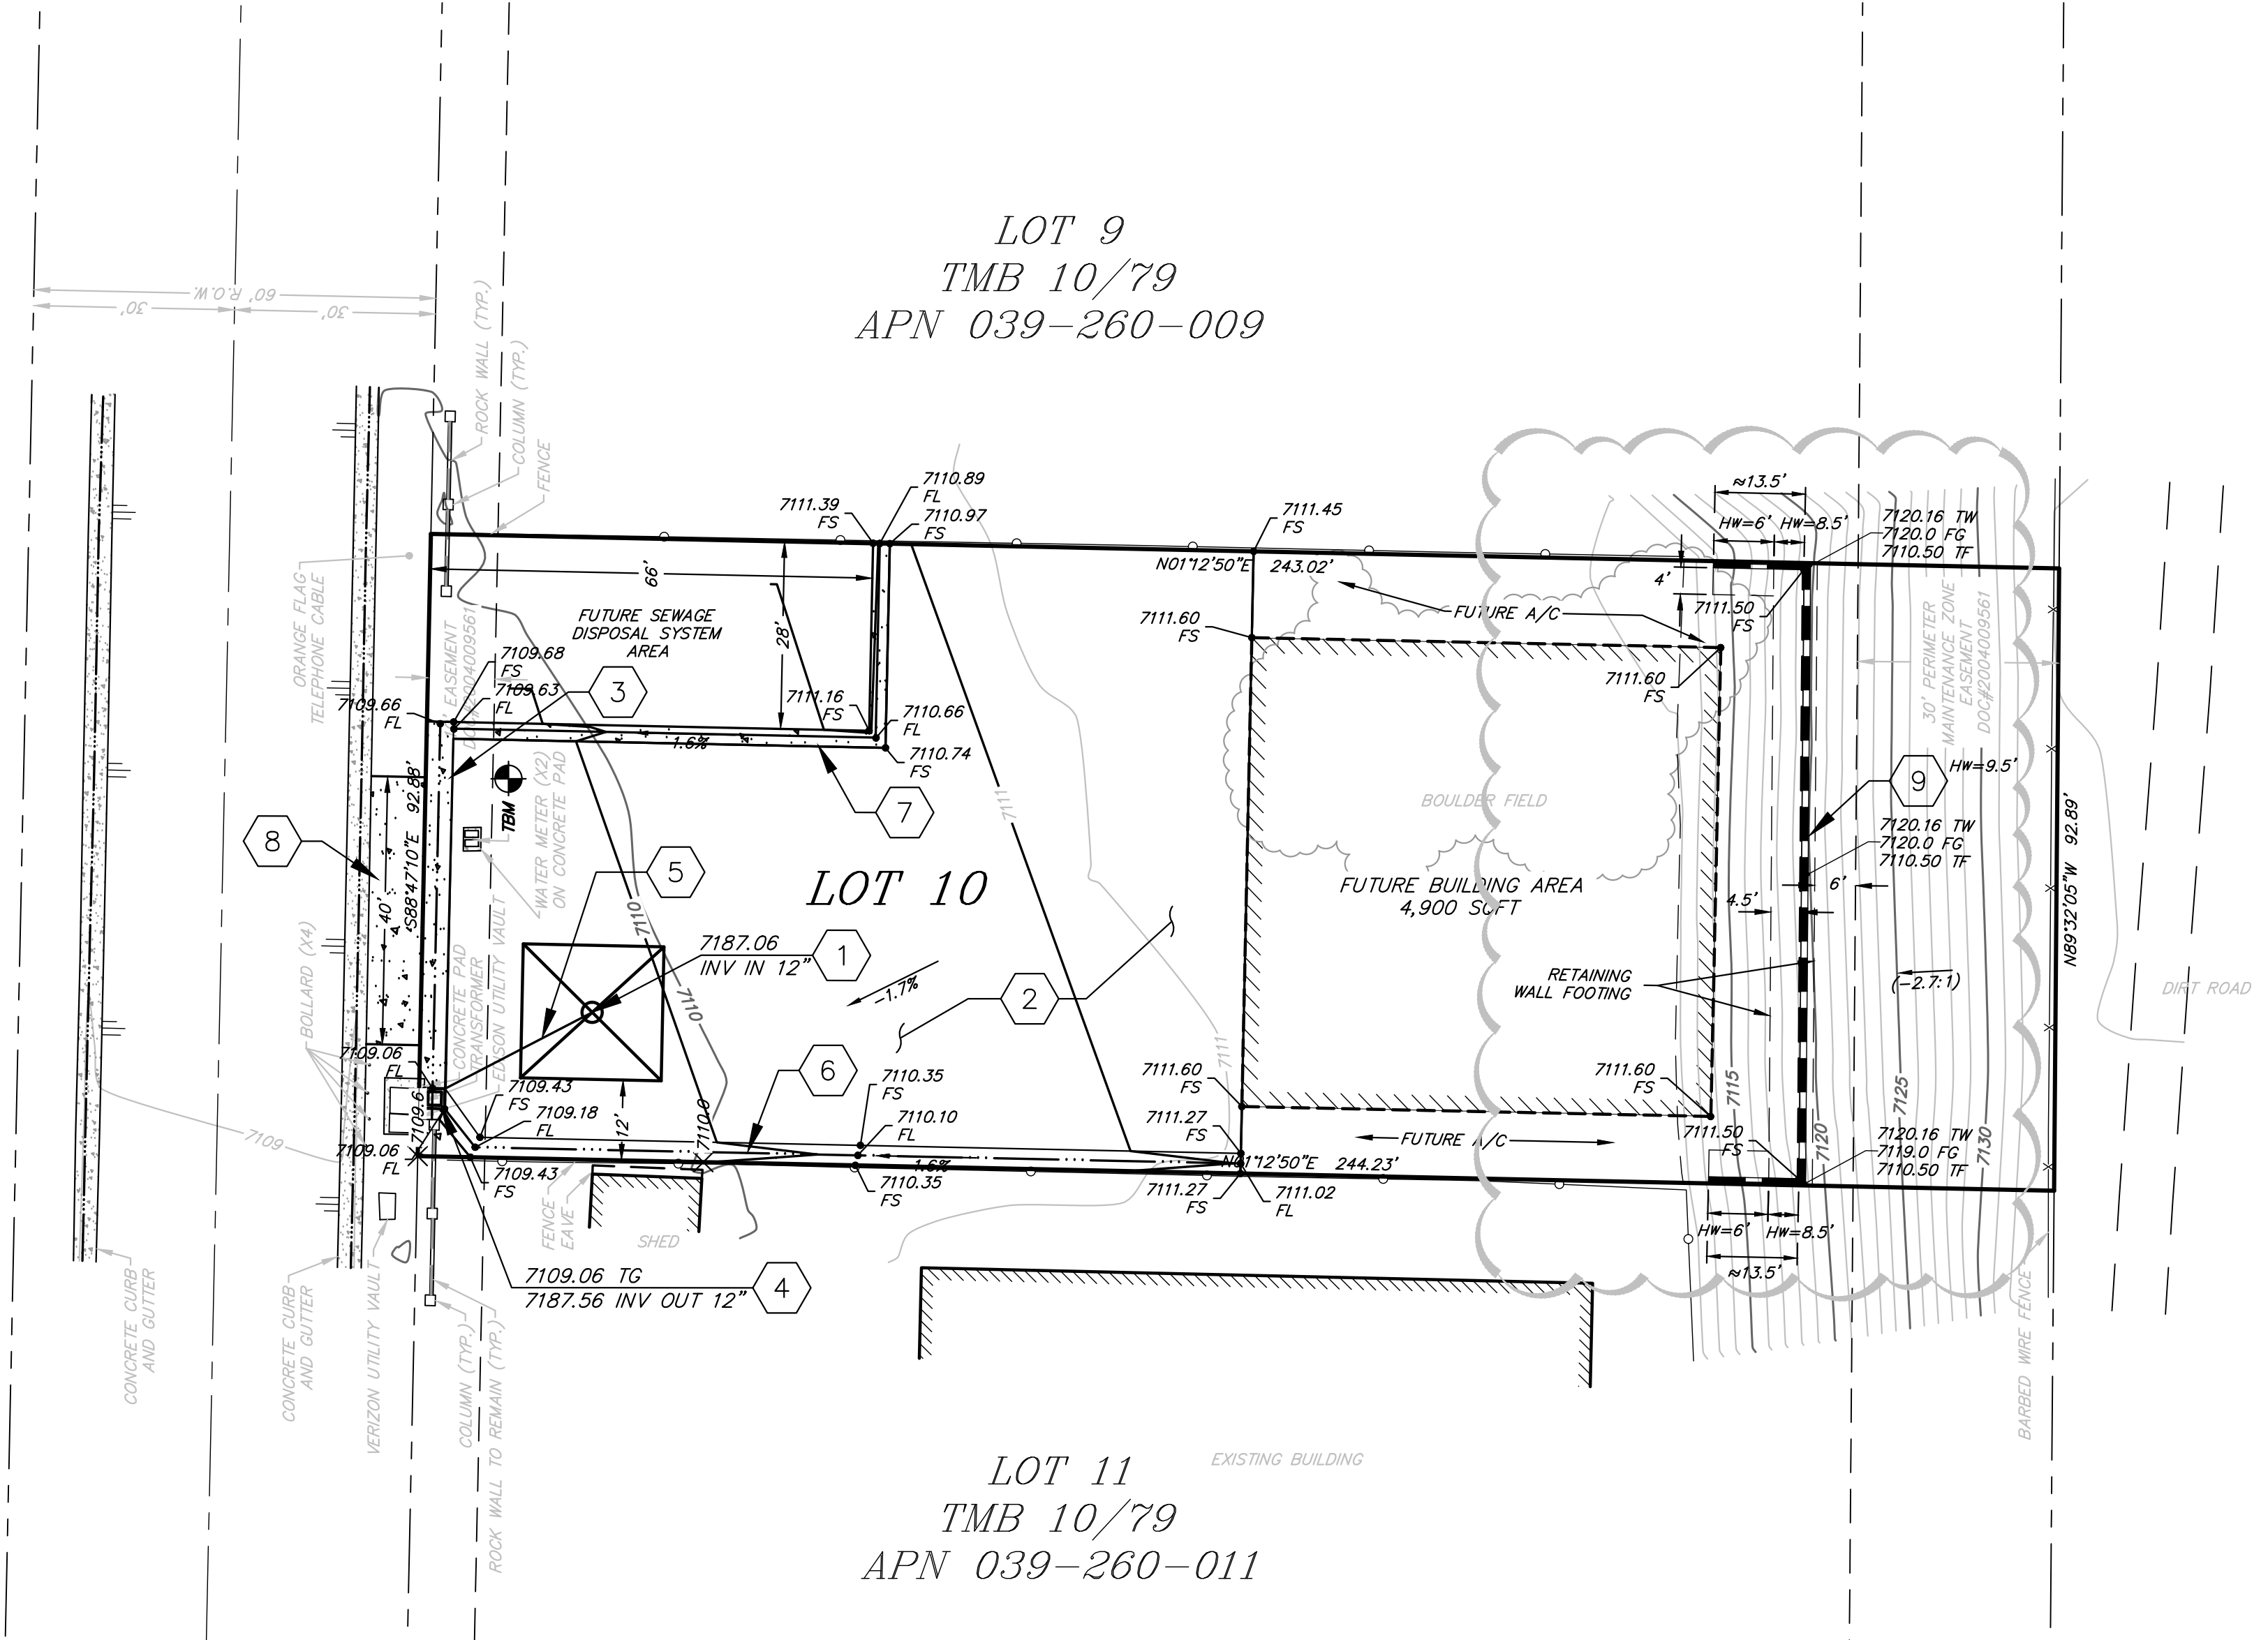 LOT 9
TMB 10/79
APN 039-260-009
60' R.O.W.
30'
30'
ROCK WALL (TYP.)
COLUMN (TYP.)
FENCE
ORANGE FLAG
TELEPHONE CABLE
7111.39
FS
7110.89
FL
7110.97
FS
7111.45
FS
N01°12'50"E 243.02'
66'
28'
FUTURE SEWAGE
DISPOSAL SYSTEM
AREA
EASEMENT
7109.68
FS
7109.63
FL
7109.66
FL
3
7111.16
FS
7110.66
FL
7110.74
FS
1.6%
7
7111
7111.60
FS
FUTURE A/C
7111.60
FS
4'
7111.50
FS
≈13.5'
HW=6'
HW=8.5'
7120.16 TW
7120.0 FG
7110.50 TF
30' PERIMETER
MAINTENANCE ZONE
EASEMENT
DOC#2004009561
9
HW=9.5'
7120.16 TW
7120.0 FG
7110.50 TF
6'
4.5'
BOULDER FIELD
FUTURE BUILDING AREA
4,900 SQFT
RETAINING
WALL FOOTING
(-2.7:1)
N89°32'05"W 92.89'
DIRT ROAD
8
S88°47'10"E 92.88'
40'
TBM
WATER METER (X2)
ON CONCRETE PAD
EDISON UTILITY VAULT
CONCRETE PAD
TRANSFORMER
BOLLARD (X4)
5
LOT 10
7110
7110
7187.06
INV IN 12"
1
-1.7%
2
7111
6
12'
7110.0
7109.06
FL
7109.6
7109.43
FS
7109.18
FL
7109.06
FL
7109.43
FS
7110.35
FS
7110.10
FL
1.6%
7110.35
FS
7111.60
FS
7111.27
FS
N01°12'50"E 244.23'
7111.27
FS
7111.02
FL
FUTURE A/C
7111.60
FS
7111.50
FS
7115
7120
7125
7130
7120.16 TW
7119.0 FG
7110.50 TF
HW=6'
HW=8.5'
≈13.5'
7109
FENCE
EAVE
SHED
7109.06 TG
7187.56 INV OUT 12"
4
CONCRETE CURB
AND GUTTER
CONCRETE CURB
AND GUTTER
VERIZON UTILITY VAULT
COLUMN (TYP.)
ROCK WALL TO REMAIN (TYP.)
BARBED WIRE FENCE
EXISTING BUILDING
LOT 11
TMB 10/79
APN 039-260-011